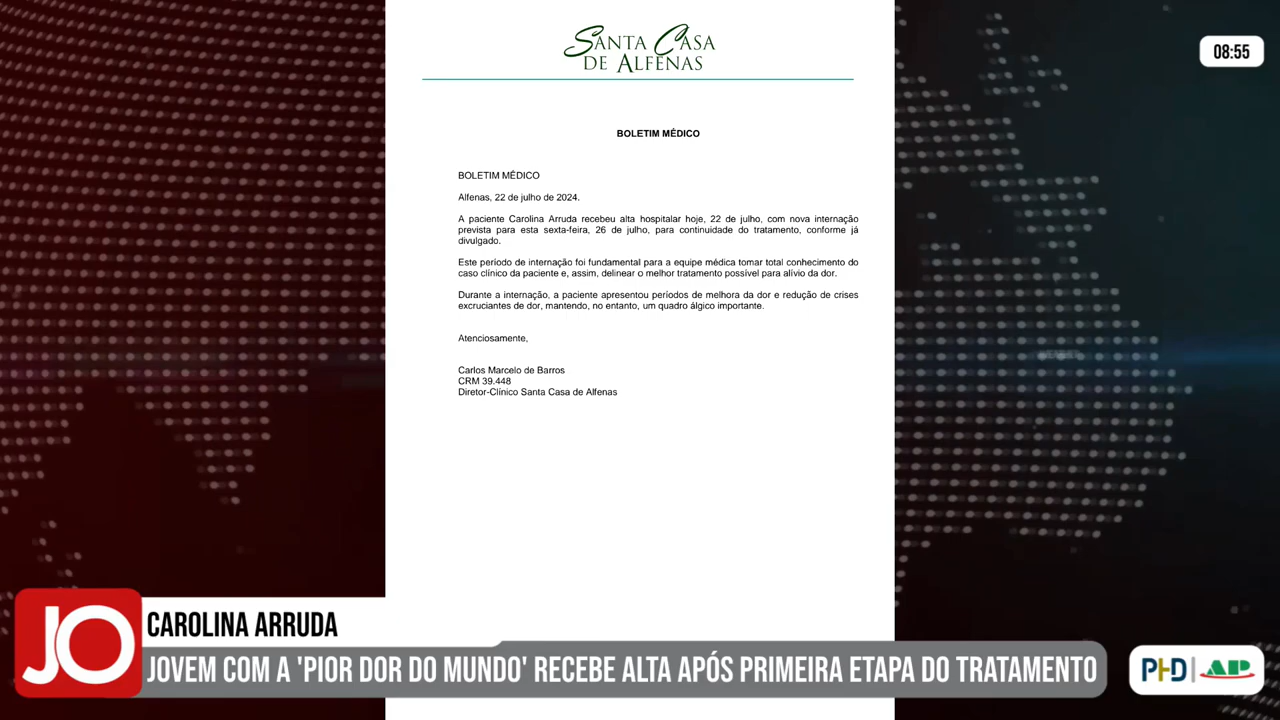 SANTA CASA
DE ALFENAS
08:55
BOLETIM MÉDICO
BOLETIM MÉDICO
Alfenas, 22 de julho de 2024.
A paciente Carolina Arruda recebeu alta hospitalar hoje, 22 de julho, com nova internação
prevista para esta sexta-feira, 26 de julho, para continuidade do tratamento, conforme já
divulgado.
Este período de internação foi fundamental para a equipe médica tomar total conhecimento do
caso clínico da paciente e, assim, delinear o melhor tratamento possível para alívio da dor.
Durante a internação, a paciente apresentou períodos de melhora da dor e redução de crises
excruciantes de dor, mantendo, no entanto, um quadro álgico importante.
Atenciosamente,
Carlos Marcelo de Barros
CRM 39.448
Diretor-Clínico Santa Casa de Alfenas
JO
CAROLINA ARRUDA
JOVEM COM A 'PIOR DOR DO MUNDO' RECEBE ALTA APÓS PRIMEIRA ETAPA DO TRATAMENTO
PHD | AP